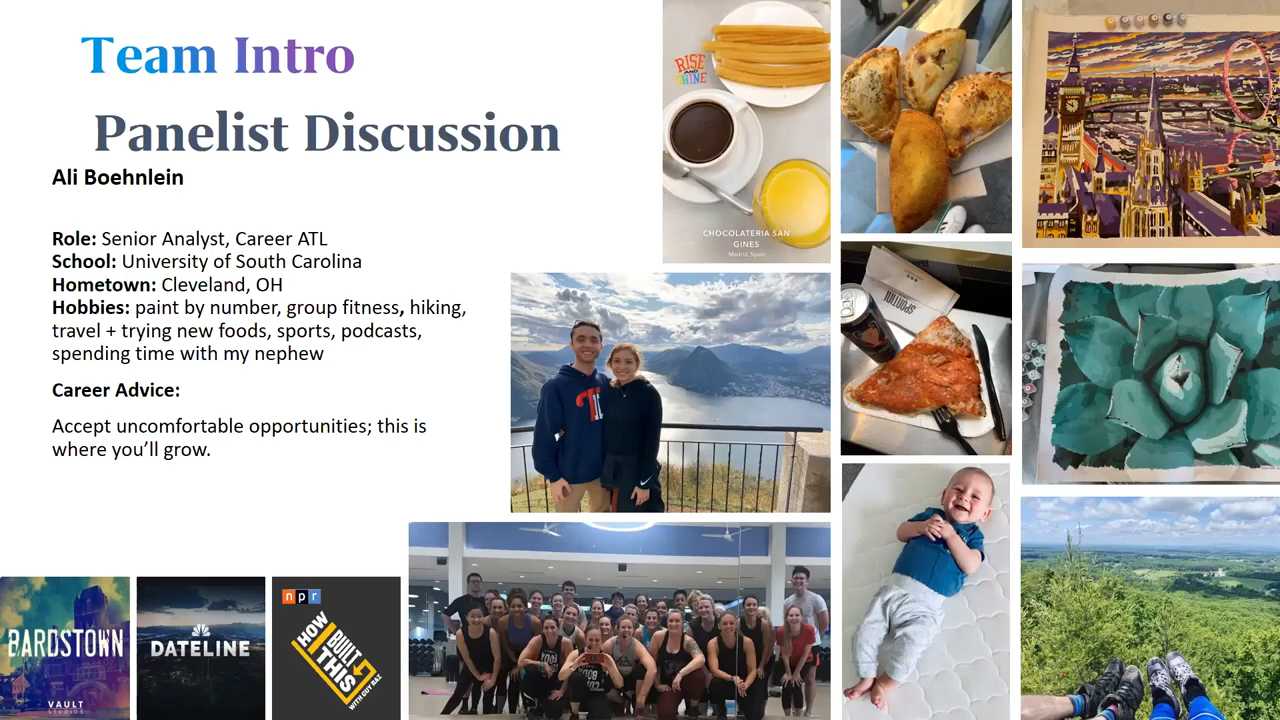 Team Intro
Panelist Discussion
Ali Boehnlein
Role: Senior Analyst, Career ATL
School: University of South Carolina
Hometown: Cleveland, OH
Hobbies: paint by number, group fitness, hiking,
travel + trying new foods, sports, podcasts,
spending time with my nephew
Career Advice:
Accept uncomfortable opportunities; this is
where you’ll grow.
RISE
AND
SHINE
CHOCOLATERIA SAN
GINES
Madrid, Spain
BARDSTOWN
VAULT
STUDIOS
DATELINE
npr
HOW
I BUILT
THIS
WITH GUY RAZ